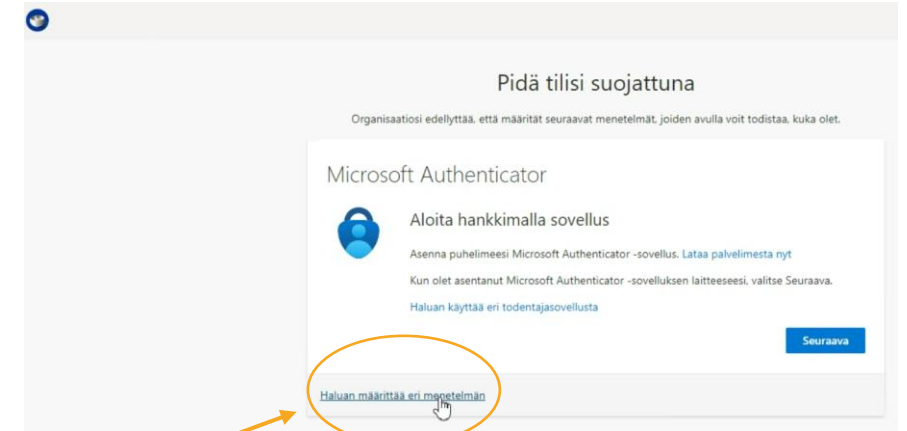 Pidä tilisi suojattuna
Organisaatiosi edellyttää, että määrität seuraavat menetelmät, joiden avulla voit todistaa, kuka olet.
Microsoft Authenticator
Aloita hankkimalla sovellus
Asenna puhelimeesi Microsoft Authenticator -sovellus. Lataa palvelimesta nyt
Kun olet asentanut Microsoft Authenticator -sovelluksen laitteeseesi, valitse Seuraava.
Haluan käyttää eri todentajasovellusta
Seuraava
Haluan määrittää eri menetelmän